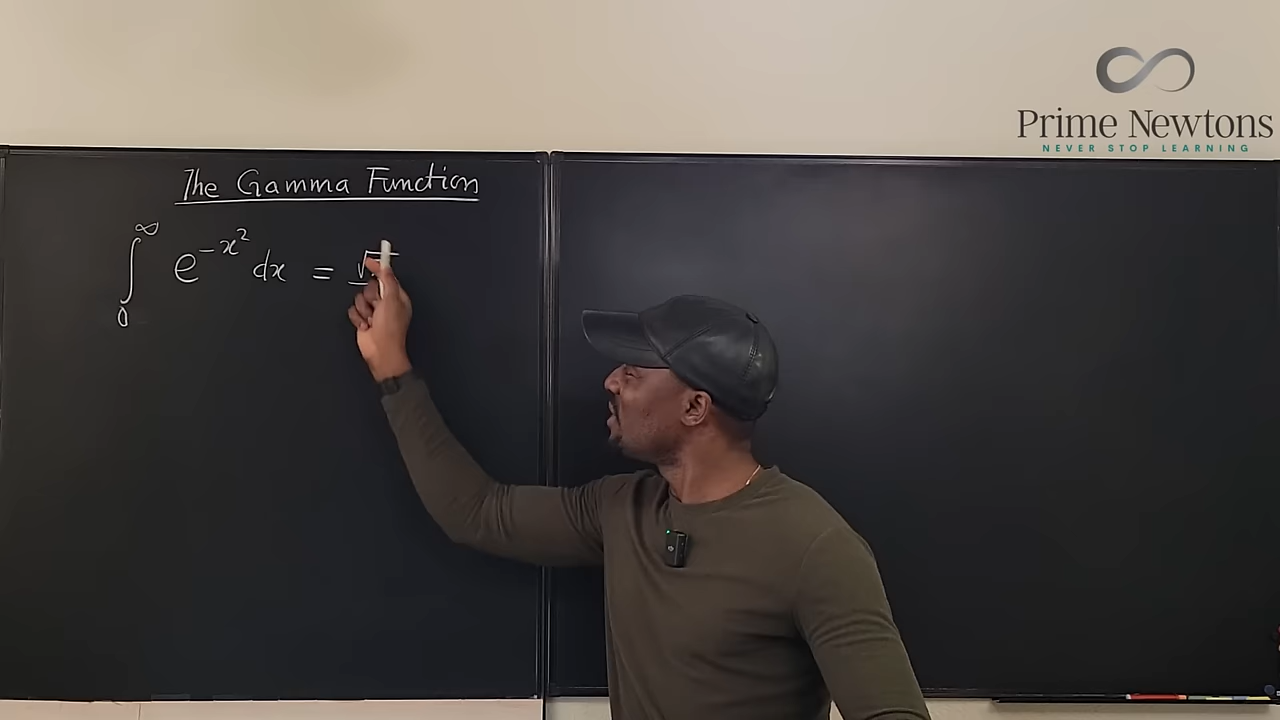 Prime Newtons
NEVER STOP LEARNING
The Gamma Function
∫₀^∞ e^{-x²} dx = √